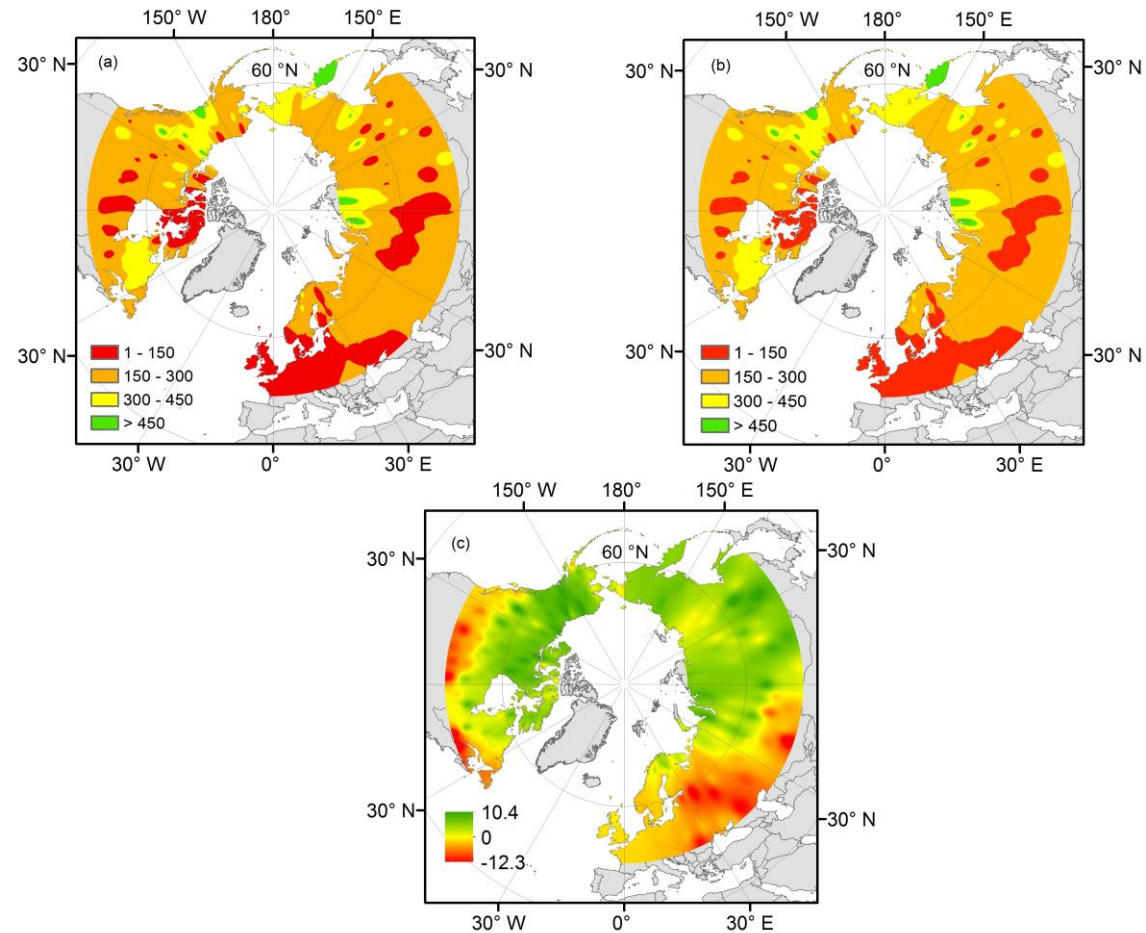 150° W 180° 150° E
150° W 180° 150° E
30° N (a) 60 °N 30° N
30° N (b) 60 °N 30° N
1 - 150
150 - 300
300 - 450
> 450
30° N 30° N
1 - 150
150 - 300
300 - 450
> 450
30° N 30° N
30° W 0° 30° E
30° W 0° 30° E
150° W 180° 150° E
30° N (c) 60 °N 30° N
10.4
0
-12.3
30° N 30° N
30° W 0° 30° E